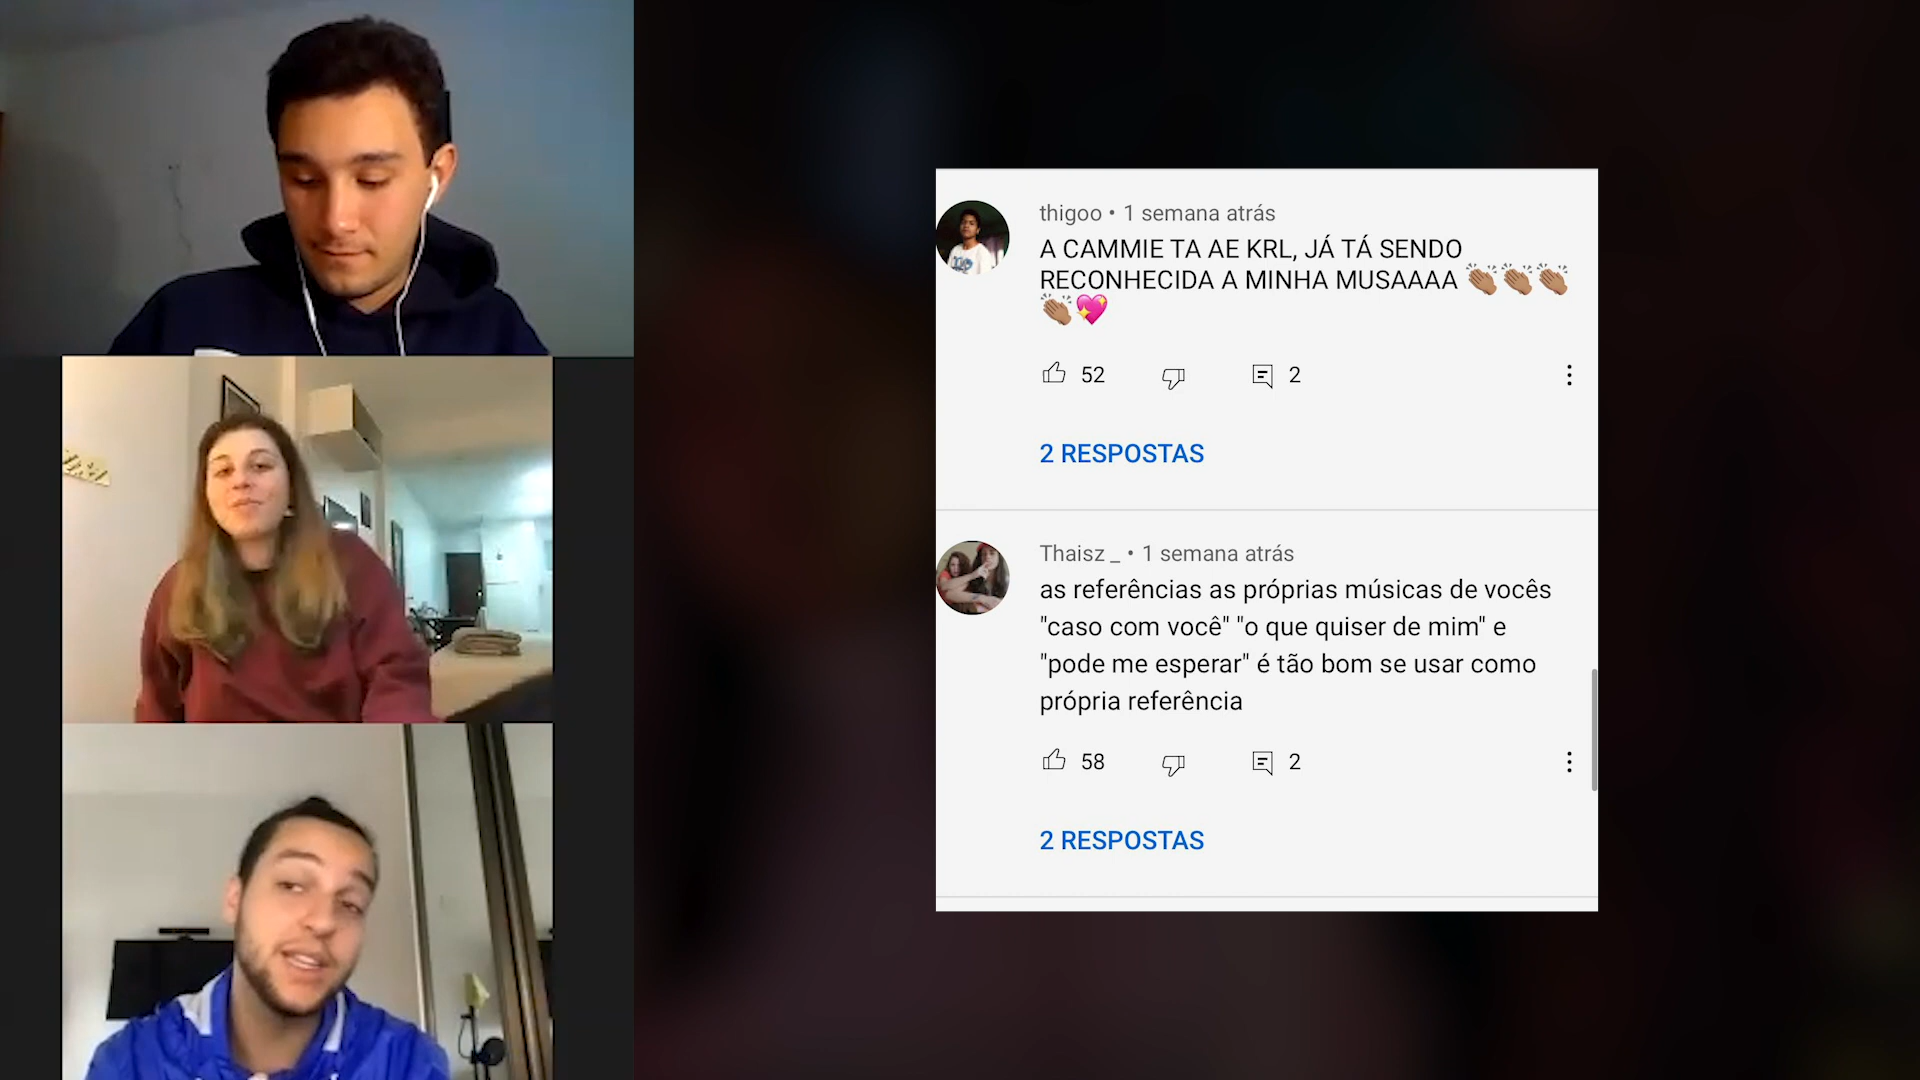 thigoo • 1 semana atrás
A CAMMIE TA AE KRL, JÁ TÁ SENDO
RECONHECIDA A MINHA MUSAAAA 👏🏽👏🏽👏🏽
👏🏽💖
52 2
2 RESPOSTAS
Thaisz _ • 1 semana atrás
as referências as próprias músicas de vocês
"caso com você" "o que quiser de mim" e
"pode me esperar" é tão bom se usar como
própria referência
58 2
2 RESPOSTAS